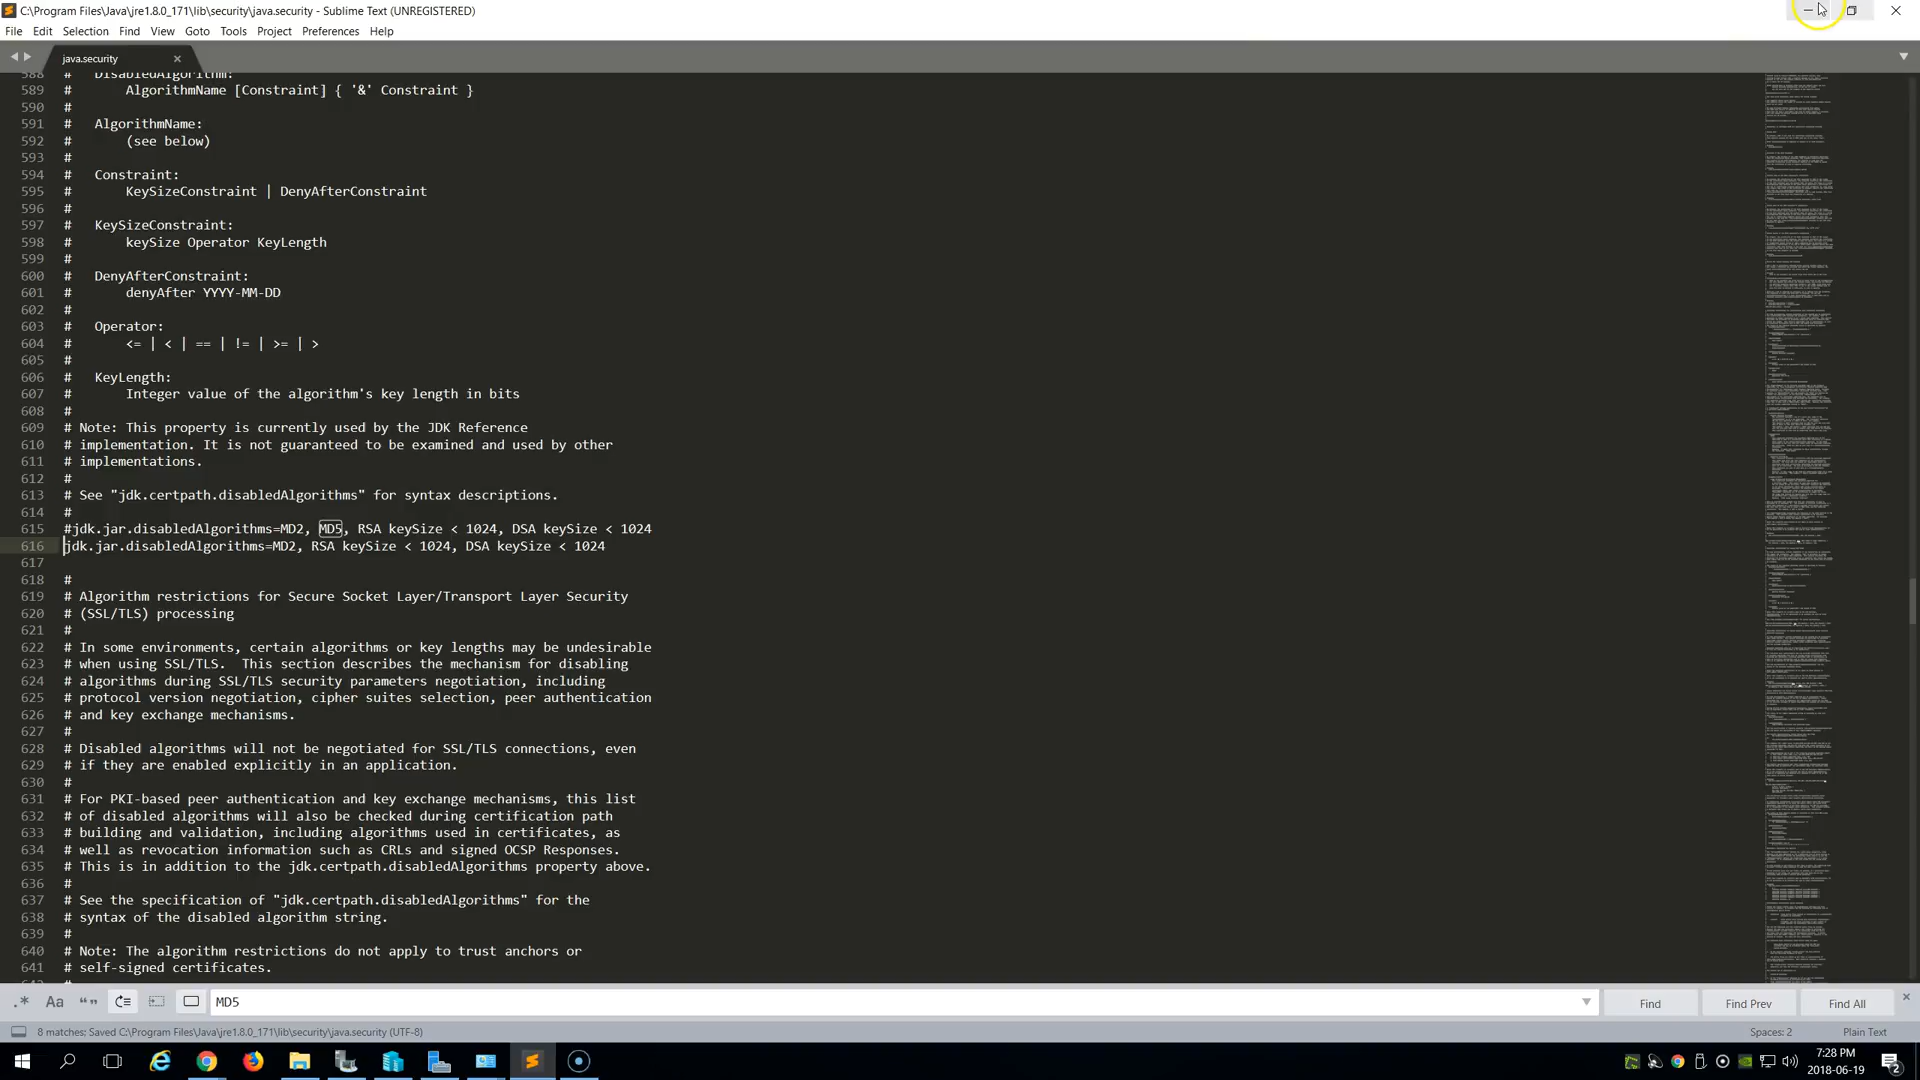 C:\Program Files\Java\jre1.8.0_171\lib\security\java.security - Sublime Text (UNREGISTERED)
File Edit Selection Find View Goto Tools Project Preferences Help
java.security
588 # DisabledAlgorithm:
589 # AlgorithmName [Constraint] { '&' Constraint }
590 #
591 # AlgorithmName:
592 # (see below)
593 #
594 # Constraint:
595 # KeySizeConstraint | DenyAfterConstraint
596 #
597 # KeySizeConstraint:
598 # keySize Operator KeyLength
599 #
600 # DenyAfterConstraint:
601 # denyAfter YYYY-MM-DD
602 #
603 # Operator:
604 # <= | < | == | != | >= | >
605 #
606 # KeyLength:
607 # Integer value of the algorithm's key length in bits
608 #
609 # Note: This property is currently used by the JDK Reference
610 # implementation. It is not guaranteed to be examined and used by other
611 # implementations.
612 #
613 # See "jdk.certpath.disabledAlgorithms" for syntax descriptions.
614 #
615 #jdk.jar.disabledAlgorithms=MD2, MD5, RSA keySize < 1024, DSA keySize < 1024
616 jdk.jar.disabledAlgorithms=MD2, RSA keySize < 1024, DSA keySize < 1024
617
618 #
619 # Algorithm restrictions for Secure Socket Layer/Transport Layer Security
620 # (SSL/TLS) processing
621 #
622 # In some environments, certain algorithms or key lengths may be undesirable
623 # when using SSL/TLS.  This section describes the mechanism for disabling
624 # algorithms during SSL/TLS security parameters negotiation, including
625 # protocol version negotiation, cipher suites selection, peer authentication
626 # and key exchange mechanisms.
627 #
628 # Disabled algorithms will not be negotiated for SSL/TLS connections, even
629 # if they are enabled explicitly in an application.
630 #
631 # For PKI-based peer authentication and key exchange mechanisms, this list
632 # of disabled algorithms will also be checked during certification path
633 # building and validation, including algorithms used in certificates, as
634 # well as revocation information such as CRLs and signed OCSP Responses.
635 # This is in addition to the jdk.certpath.disabledAlgorithms property above.
636 #
637 # See the specification of "jdk.certpath.disabledAlgorithms" for the
638 # syntax of the disabled algorithm string.
639 #
640 # Note: The algorithm restrictions do not apply to trust anchors or
641 # self-signed certificates.
.* Aa “” MD5 Find Find Prev Find All
8 matches; Saved C:\Program Files\Java\jre1.8.0_171\lib\security\java.security (UTF-8) Spaces: 2 Plain Text
7:28 PM
2018-06-19
2